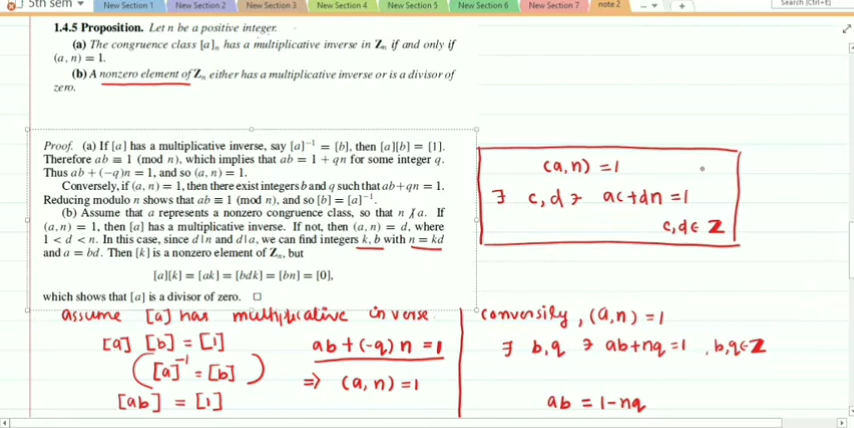 5th sem New Section 1 New Section 2 New Section 3 New Section 4 New Section 5 New Section 6 New Section 7 note 2 Search (Ctrl+E)
1.4.5 Proposition. Let n be a positive integer.
(a) The congruence class [a]ₙ has a multiplicative inverse in Zₙ if and only if
(a, n) = 1.
(b) A nonzero element of Zₙ either has a multiplicative inverse or is a divisor of
zero.
Proof. (a) If [a] has a multiplicative inverse, say [a]⁻¹ = [b], then [a][b] = [1].
Therefore ab ≡ 1 (mod n), which implies that ab = 1 + qn for some integer q.
Thus ab + (−q)n = 1, and so (a, n) = 1.
Conversely, if (a, n) = 1, then there exist integers b and q such that ab + qn = 1.
Reducing modulo n shows that ab ≡ 1 (mod n), and so [b] = [a]⁻¹.
(b) Assume that a represents a nonzero congruence class, so that n ∤ a. If
(a, n) = 1, then [a] has a multiplicative inverse. If not, then (a, n) = d, where
1 < d < n. In this case, since d|n and d|a, we can find integers k, b with n = kd
and a = bd. Then [k] is a nonzero element of Zₙ, but
[a][k] = [ak] = [bdk] = [bn] = [0],
which shows that [a] is a divisor of zero. □
(a, n) = 1
∃ c, d ∋ ac + dn = 1
c, d ∈ Z
assume [a] has multiplicative inverse.
[a] [b] = [1]
([a]⁻¹ = [b])
[ab] = [1]
ab + (-q) n = 1
⇒ (a, n) = 1
conversily, (a, n) = 1
∃ b, q ∋ ab + nq = 1 , b, q ∈ Z
ab = 1 - nq